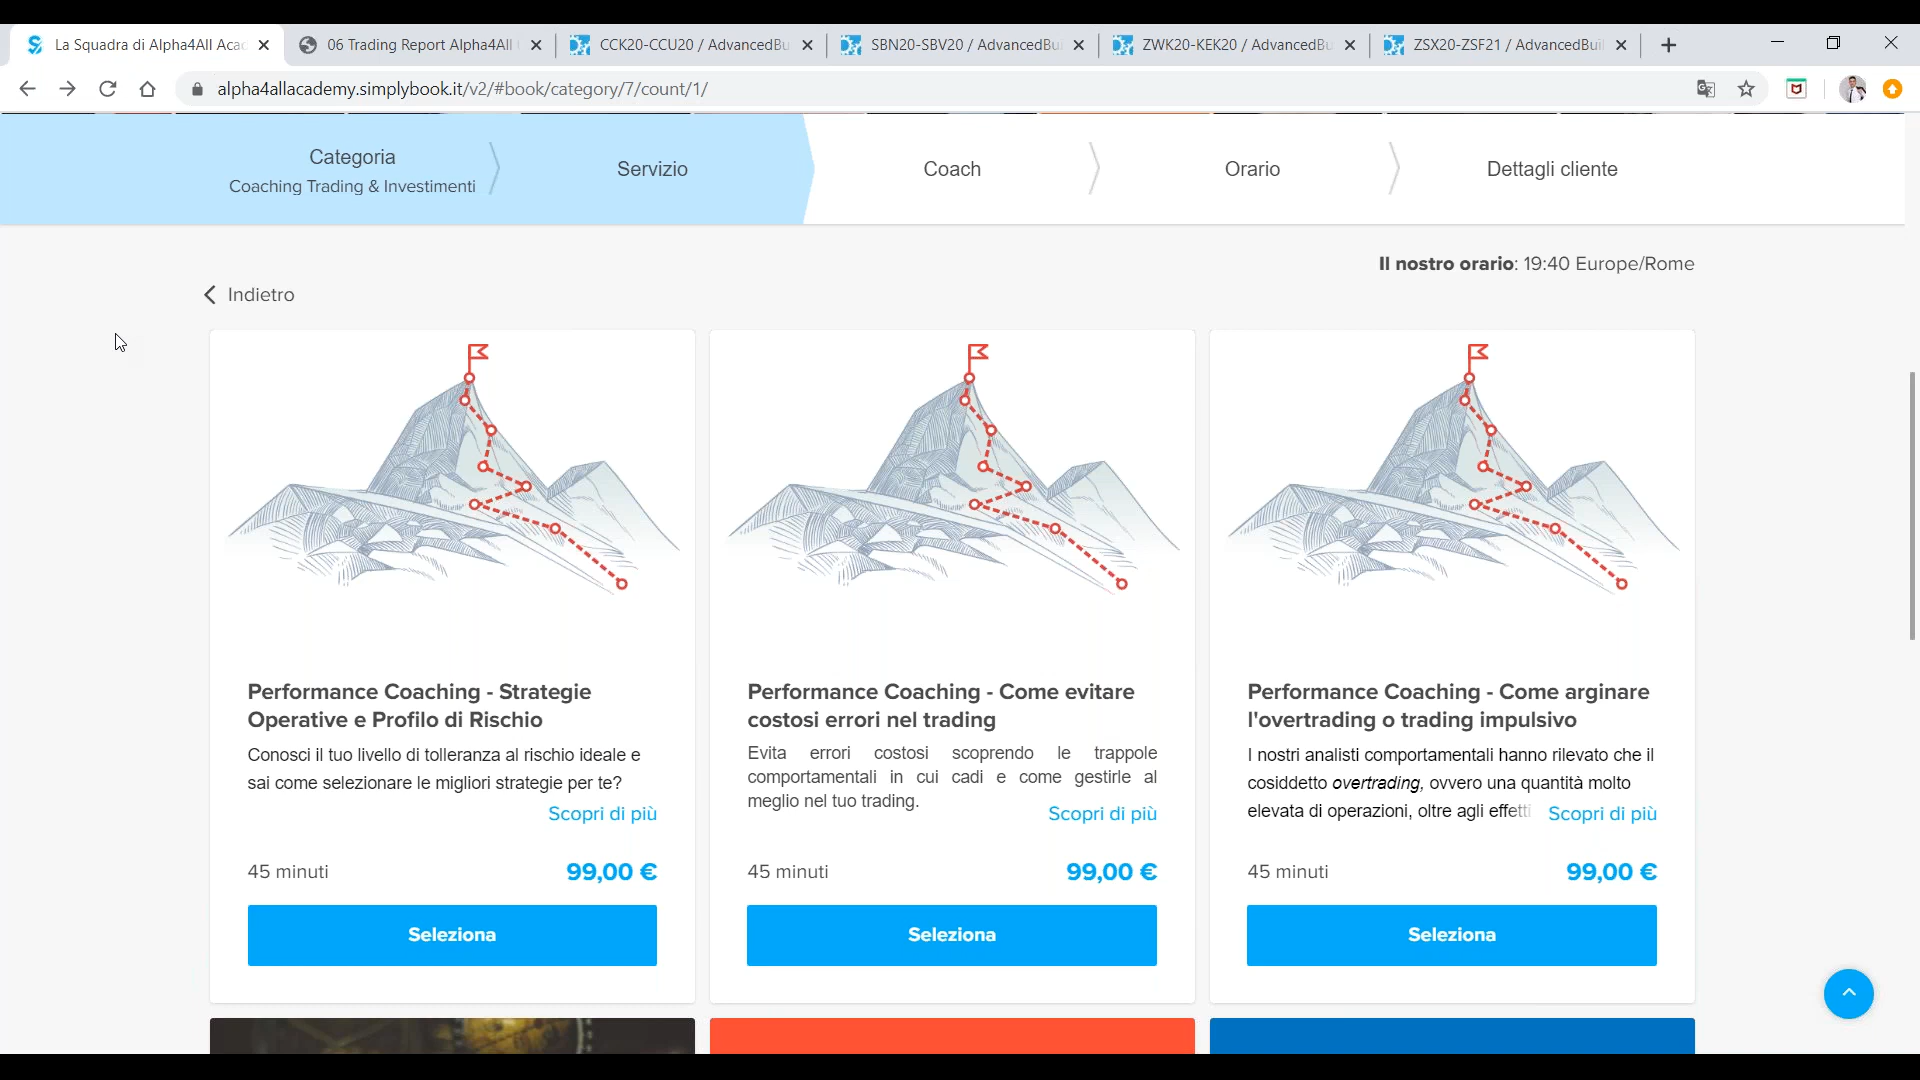 La Squadra di Alpha4All Aca
06 Trading Report Alpha4All
CCK20-CCU20 / AdvancedBu
SBN20-SBV20 / AdvancedBu
ZWK20-KEK20 / AdvancedBu
ZSX20-ZSF21 / AdvancedBui
alpha4allacademy.simplybook.it/v2/#book/category/7/count/1/
Categoria
Coaching Trading & Investimenti
Servizio
Coach
Orario
Dettagli cliente
Il nostro orario: 19:40 Europe/Rome
Indietro
Performance Coaching - Strategie
Operative e Profilo di Rischio
Conosci il tuo livello di tolleranza al rischio ideale e
sai come selezionare le migliori strategie per te?
Scopri di più
45 minuti
99,00 €
Seleziona
Performance Coaching - Come evitare
costosi errori nel trading
Evita errori costosi scoprendo le trappole
comportamentali in cui cadi e come gestirle al
meglio nel tuo trading.
Scopri di più
45 minuti
99,00 €
Seleziona
Performance Coaching - Come arginare
l'overtrading o trading impulsivo
I nostri analisti comportamentali hanno rilevato che il
cosiddetto overtrading, ovvero una quantità molto
elevata di operazioni, oltre agli effetti
Scopri di più
45 minuti
99,00 €
Seleziona